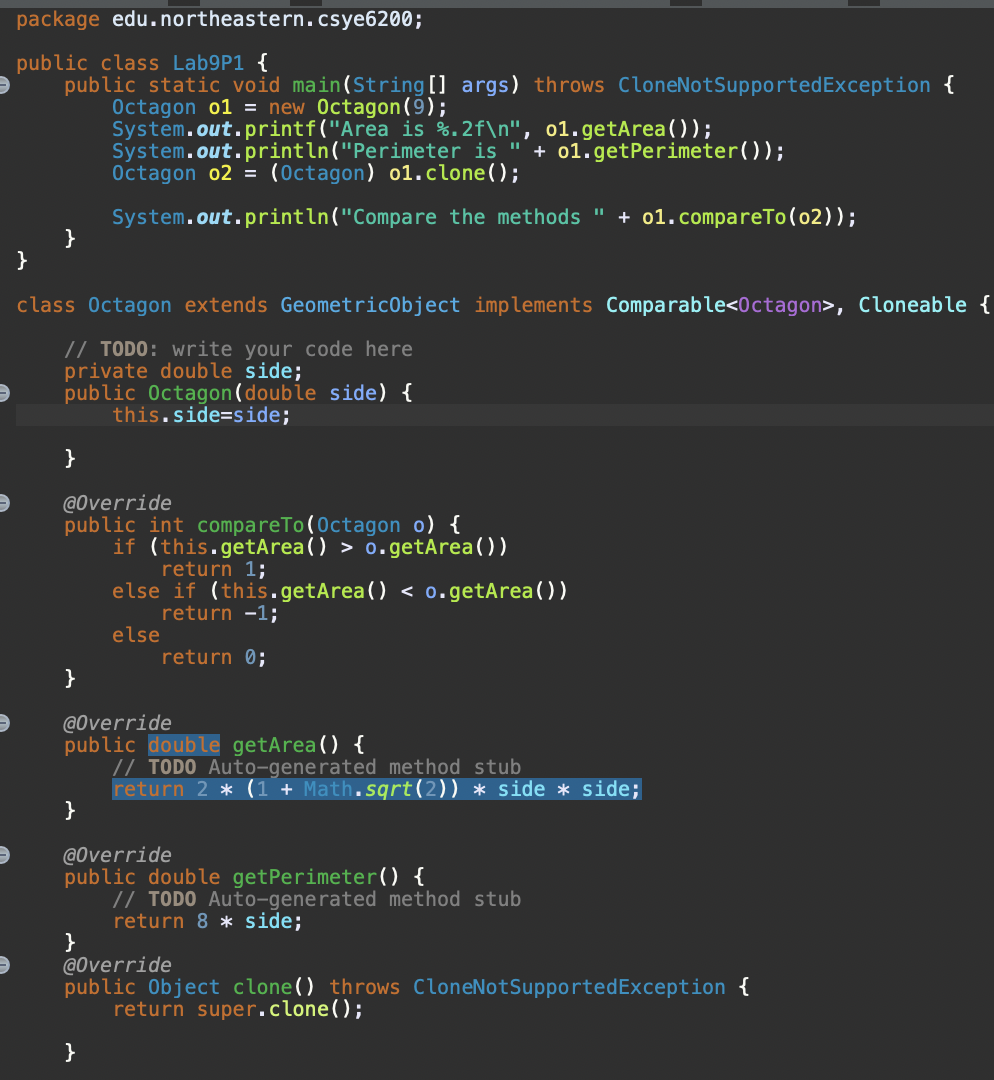 package edu.northeastern.csye6200;
public class Lab9P1 {
public static void main(String[] args) throws CloneNotSupportedException {
Octagon o1 = new Octagon(9);
System.out.printf("Area is %.2f\n", o1.getArea());
System.out.println("Perimeter is " + o1.getPerimeter());
Octagon o2 = (Octagon) o1.clone();
System.out.println("Compare the methods " + o1.compareTo(o2));
}
}
class Octagon extends GeometricObject implements Comparable<Octagon>, Cloneable {
// TODO: write your code here
private double side;
public Octagon(double side) {
this.side=side;
}
@Override
public int compareTo(Octagon o) {
if (this.getArea() > o.getArea())
return 1;
else if (this.getArea() < o.getArea())
return -1;
else
return 0;
}
@Override
public double getArea() {
// TODO Auto-generated method stub
return 2 * (1 + Math.sqrt(2)) * side * side;
}
@Override
public double getPerimeter() {
// TODO Auto-generated method stub
return 8 * side;
}
@Override
public Object clone() throws CloneNotSupportedException {
return super.clone();
}